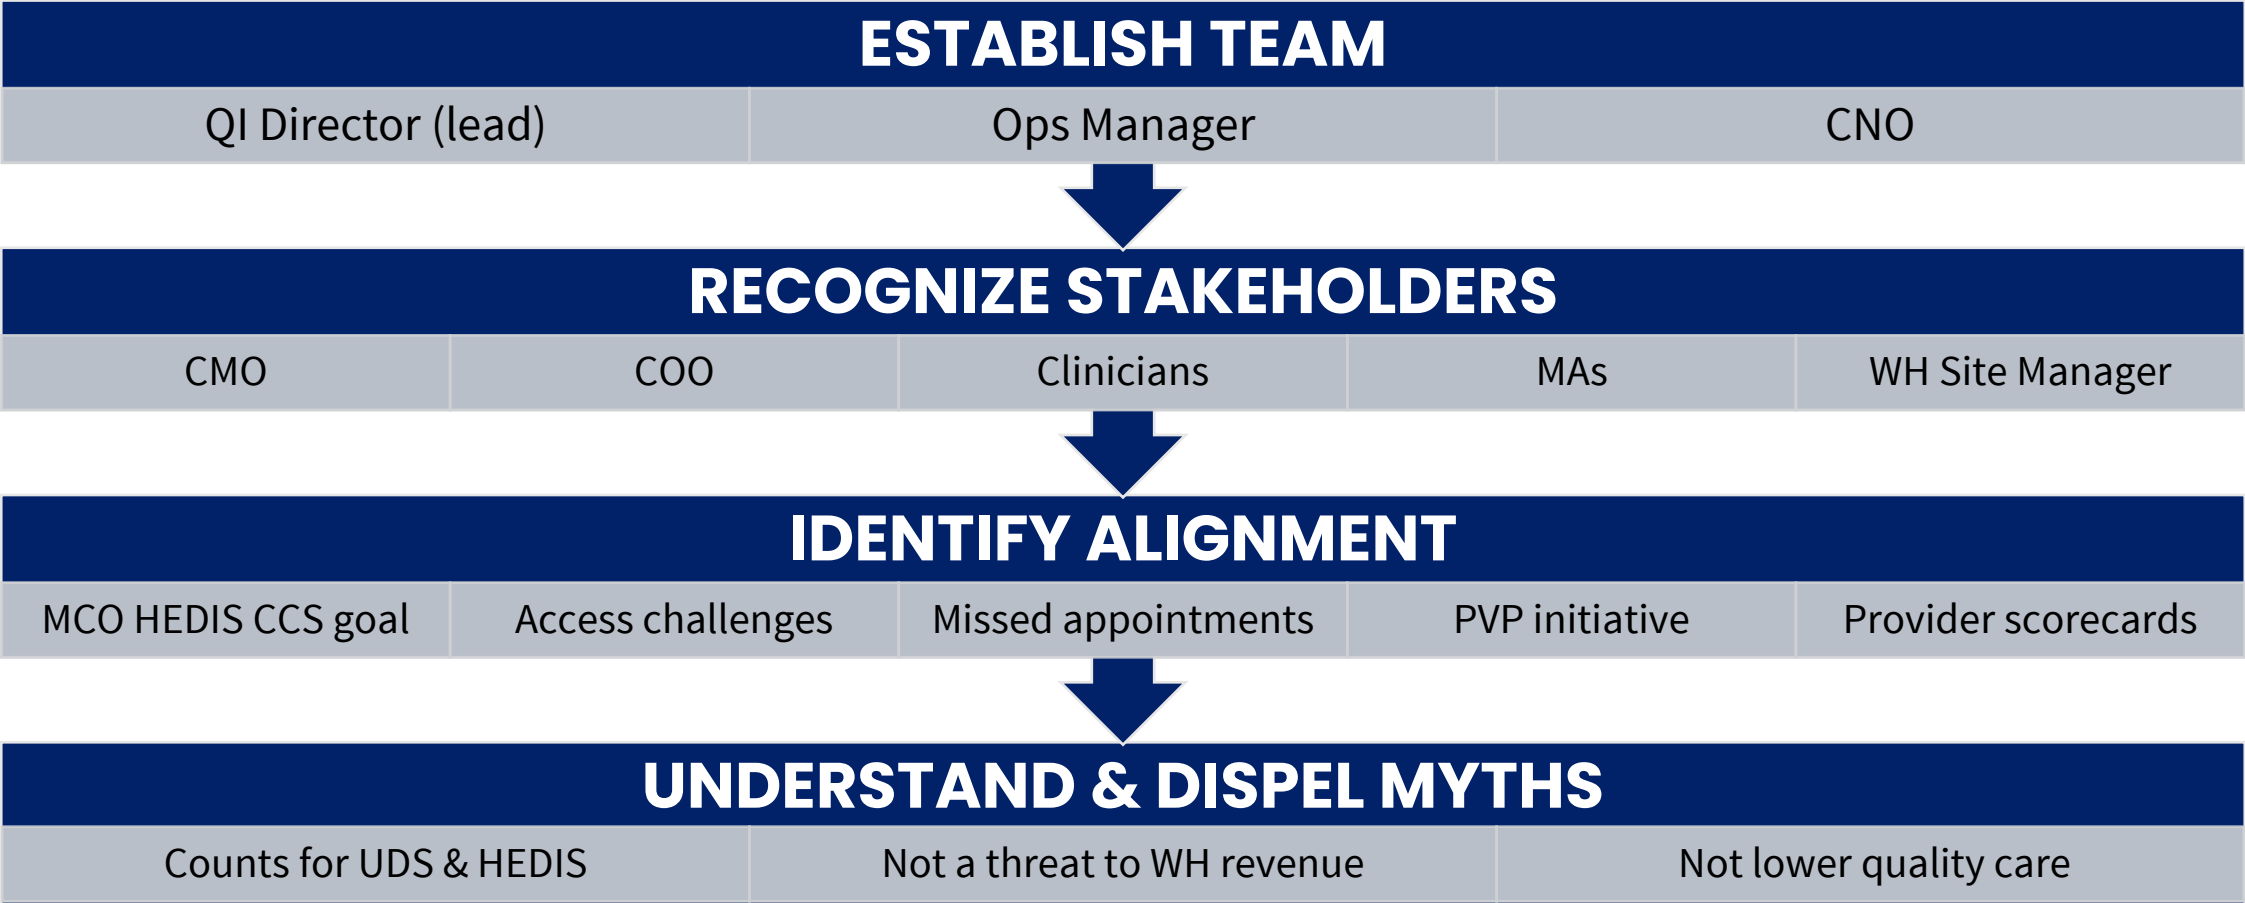 ESTABLISH TEAM
QI Director (lead)
Ops Manager
CNO
RECOGNIZE STAKEHOLDERS
CMO
COO
Clinicians
MAs
WH Site Manager
IDENTIFY ALIGNMENT
MCO HEDIS CCS goal
Access challenges
Missed appointments
PVP initiative
Provider scorecards
UNDERSTAND & DISPEL MYTHS
Counts for UDS & HEDIS
Not a threat to WH revenue
Not lower quality care